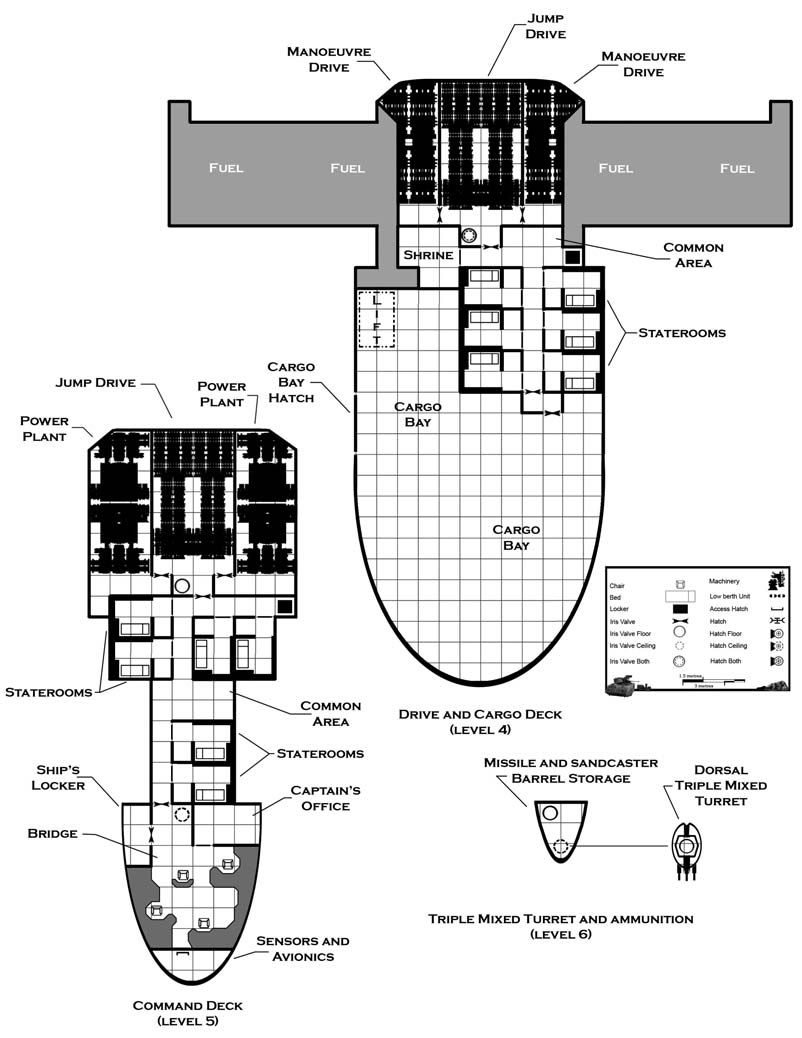 Jump
Drive
Manoeuvre
Drive
Manoeuvre
Drive
Fuel
Fuel
Fuel
Fuel
Shrine
Common
Area
Lift
Staterooms
Cargo
Bay
Hatch
Cargo
Bay
Cargo
Bay
Drive and Cargo Deck
(level 4)
Jump Drive
Power
Plant
Power
Plant
Staterooms
Common
Area
Staterooms
Ship's
Locker
Captain's
Office
Bridge
Sensors and
Avionics
Command Deck
(level 5)
Chair
Bed
Locker
Iris Valve
Iris Valve Floor
Iris Valve Ceiling
Iris Valve Both
Machinery
Low berth Unit
Access Hatch
Hatch
Hatch Floor
Hatch Ceiling
Hatch Both
1.5 metres
3 metres
Missile and sandcaster
Barrel Storage
Dorsal
Triple Mixed
Turret
Triple Mixed Turret and ammunition
(level 6)